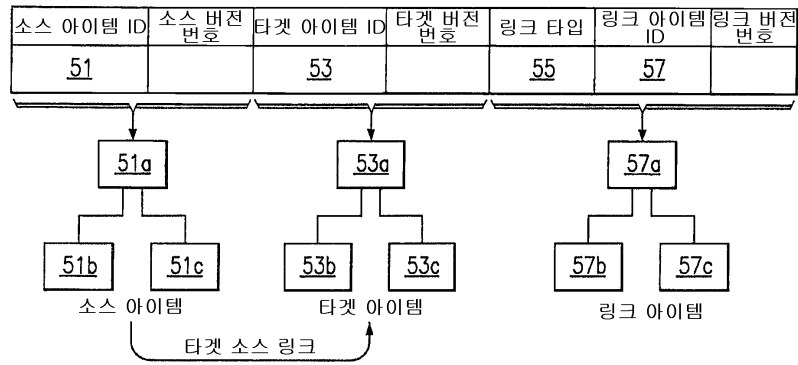 소스 아이템 ID
소스 버전
번호
타겟 아이템 ID
타겟 버전
번호
링크 타입
링크 아이템
ID
링크 버전
번호
51
53
55
57
51a
53a
57a
51b
51c
53b
53c
57b
57c
소스 아이템
타겟 아이템
링크 아이템
타겟 소스 링크